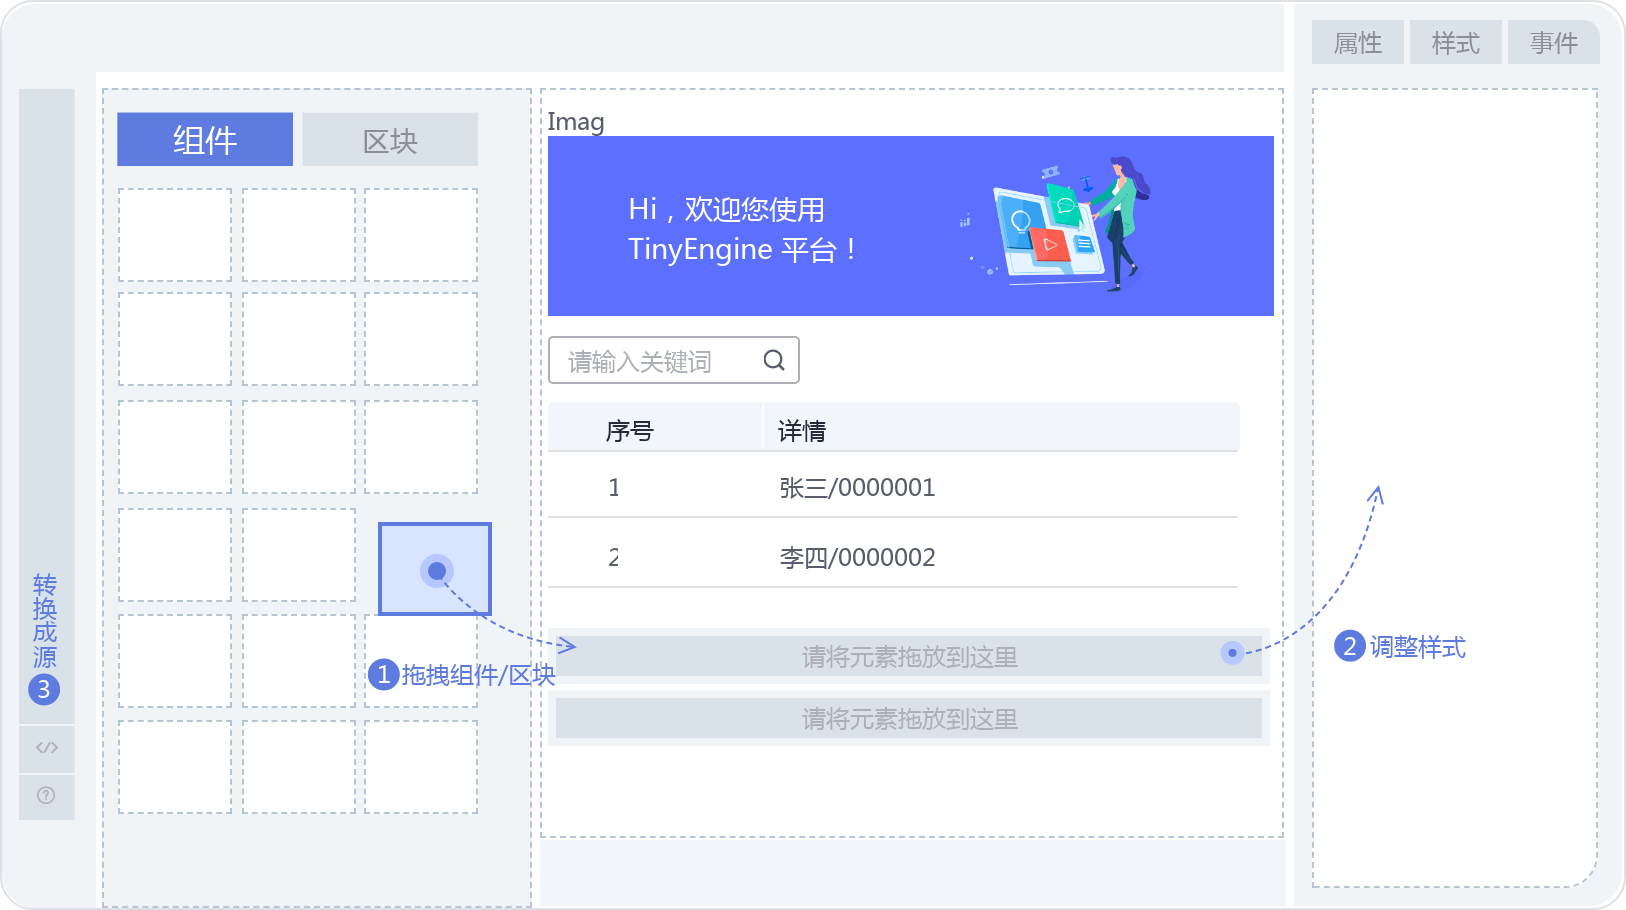 属性
样式
事件
组件
区块
Imag
Hi，欢迎您使用
TinyEngine 平台！
请输入关键词
序号
详情
1
张三/0000001
2
李四/0000002
请将元素拖放到这里
请将元素拖放到这里
1 拖拽组件/区块
2 调整样式
转换成源
3